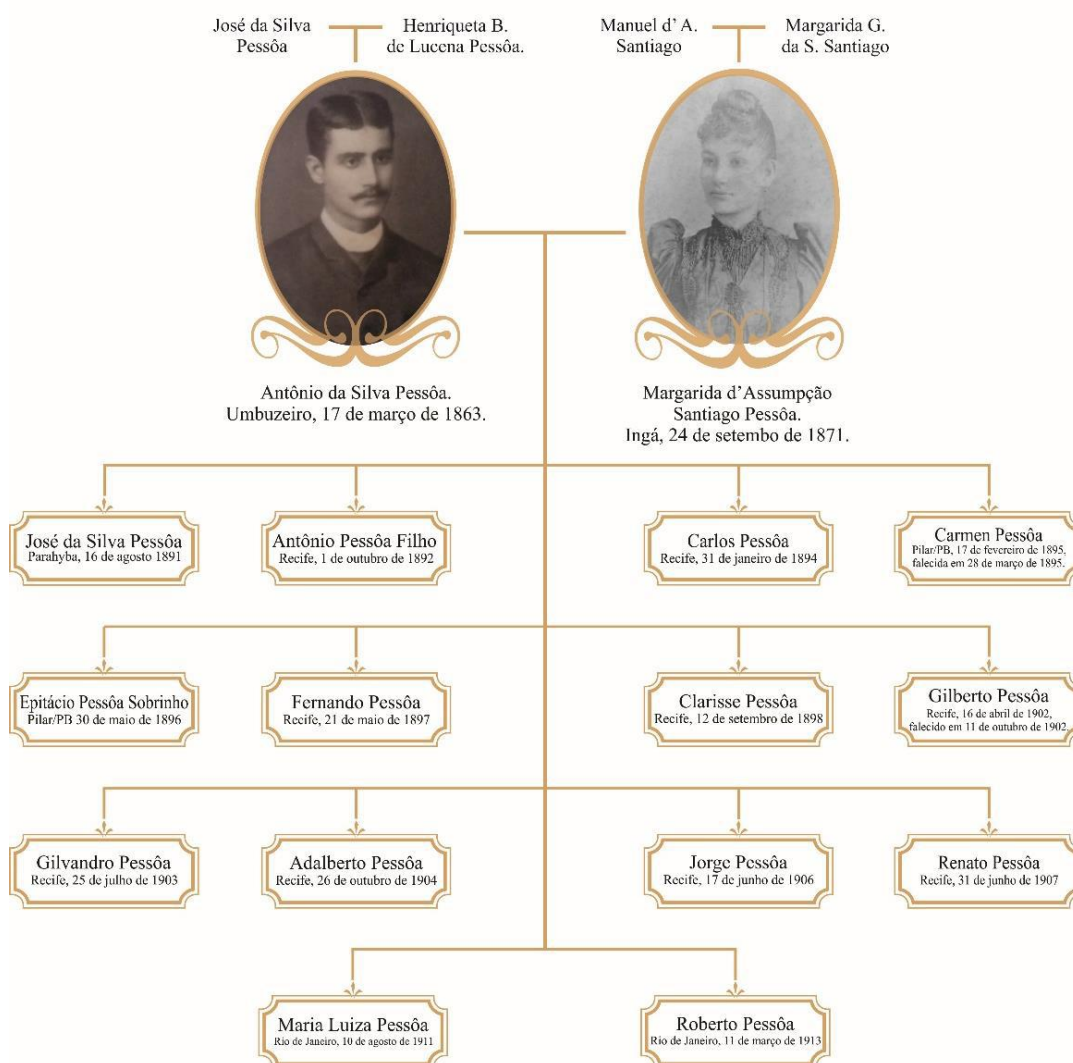 José da Silva
Pessôa
Henriqueta B.
de Lucena Pessôa.
Manuel d' A.
Santiago
Margarida G.
da S. Santiago
Antônio da Silva Pessôa.
Umbuzeiro, 17 de março de 1863.
Margarida d'Assumpção
Santiago Pessôa.
Ingá, 24 de setembo de 1871.
José da Silva Pessôa
Parahyba, 16 de agosto 1891
Antônio Pessôa Filho
Recife, 1 de outubro de 1892
Carlos Pessôa
Recife, 31 de janeiro de 1894
Carmen Pessôa
Pilar/PB, 17 de fevereiro de 1895,
falecida em 28 de março de 1895.
Epitácio Pessôa Sobrinho
Pilar/PB 30 de maio de 1896
Fernando Pessôa
Recife, 21 de maio de 1897
Clarisse Pessôa
Recife, 12 de setembro de 1898
Gilberto Pessôa
Recife, 16 de abril de 1902,
falecido em 11 de outubro de 1902.
Gilvandro Pessôa
Recife, 25 de julho de 1903
Adalberto Pessôa
Recife, 26 de outubro de 1904
Jorge Pessôa
Recife, 17 de junho de 1906
Renato Pessôa
Recife, 31 de junho de 1907
Maria Luiza Pessôa
Rio de Janeiro, 10 de agosto de 1911
Roberto Pessôa
Rio de Janeiro, 11 de março de 1913